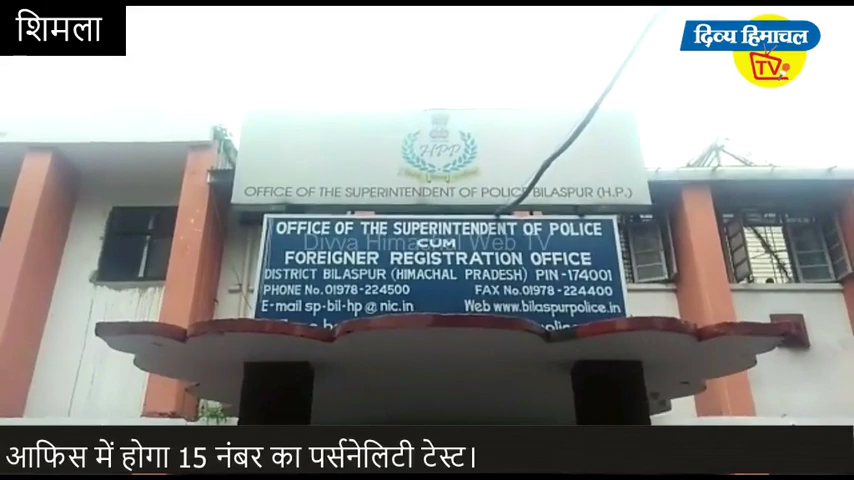 शिमला
दिव्य हिमाचल
TV
HPP
OFFICE OF THE SUPERINTENDENT OF POLICE BILASPUR (H.P.)
OFFICE OF THE SUPERINTENDENT OF POLICE
CUM
FOREIGNER REGISTRATION OFFICE
DISTRICT BILASPUR (HIMACHAL PRADESH) PIN-174001
PHONE No. 01978-224500 FAX No. 01978-224400
E-mail sp-bil-hp@nic.in Web www.bilaspurpolice.in
Divya Himachal Web TV
आफिस में होगा 15 नंबर का पर्सनेलिटी टेस्ट।